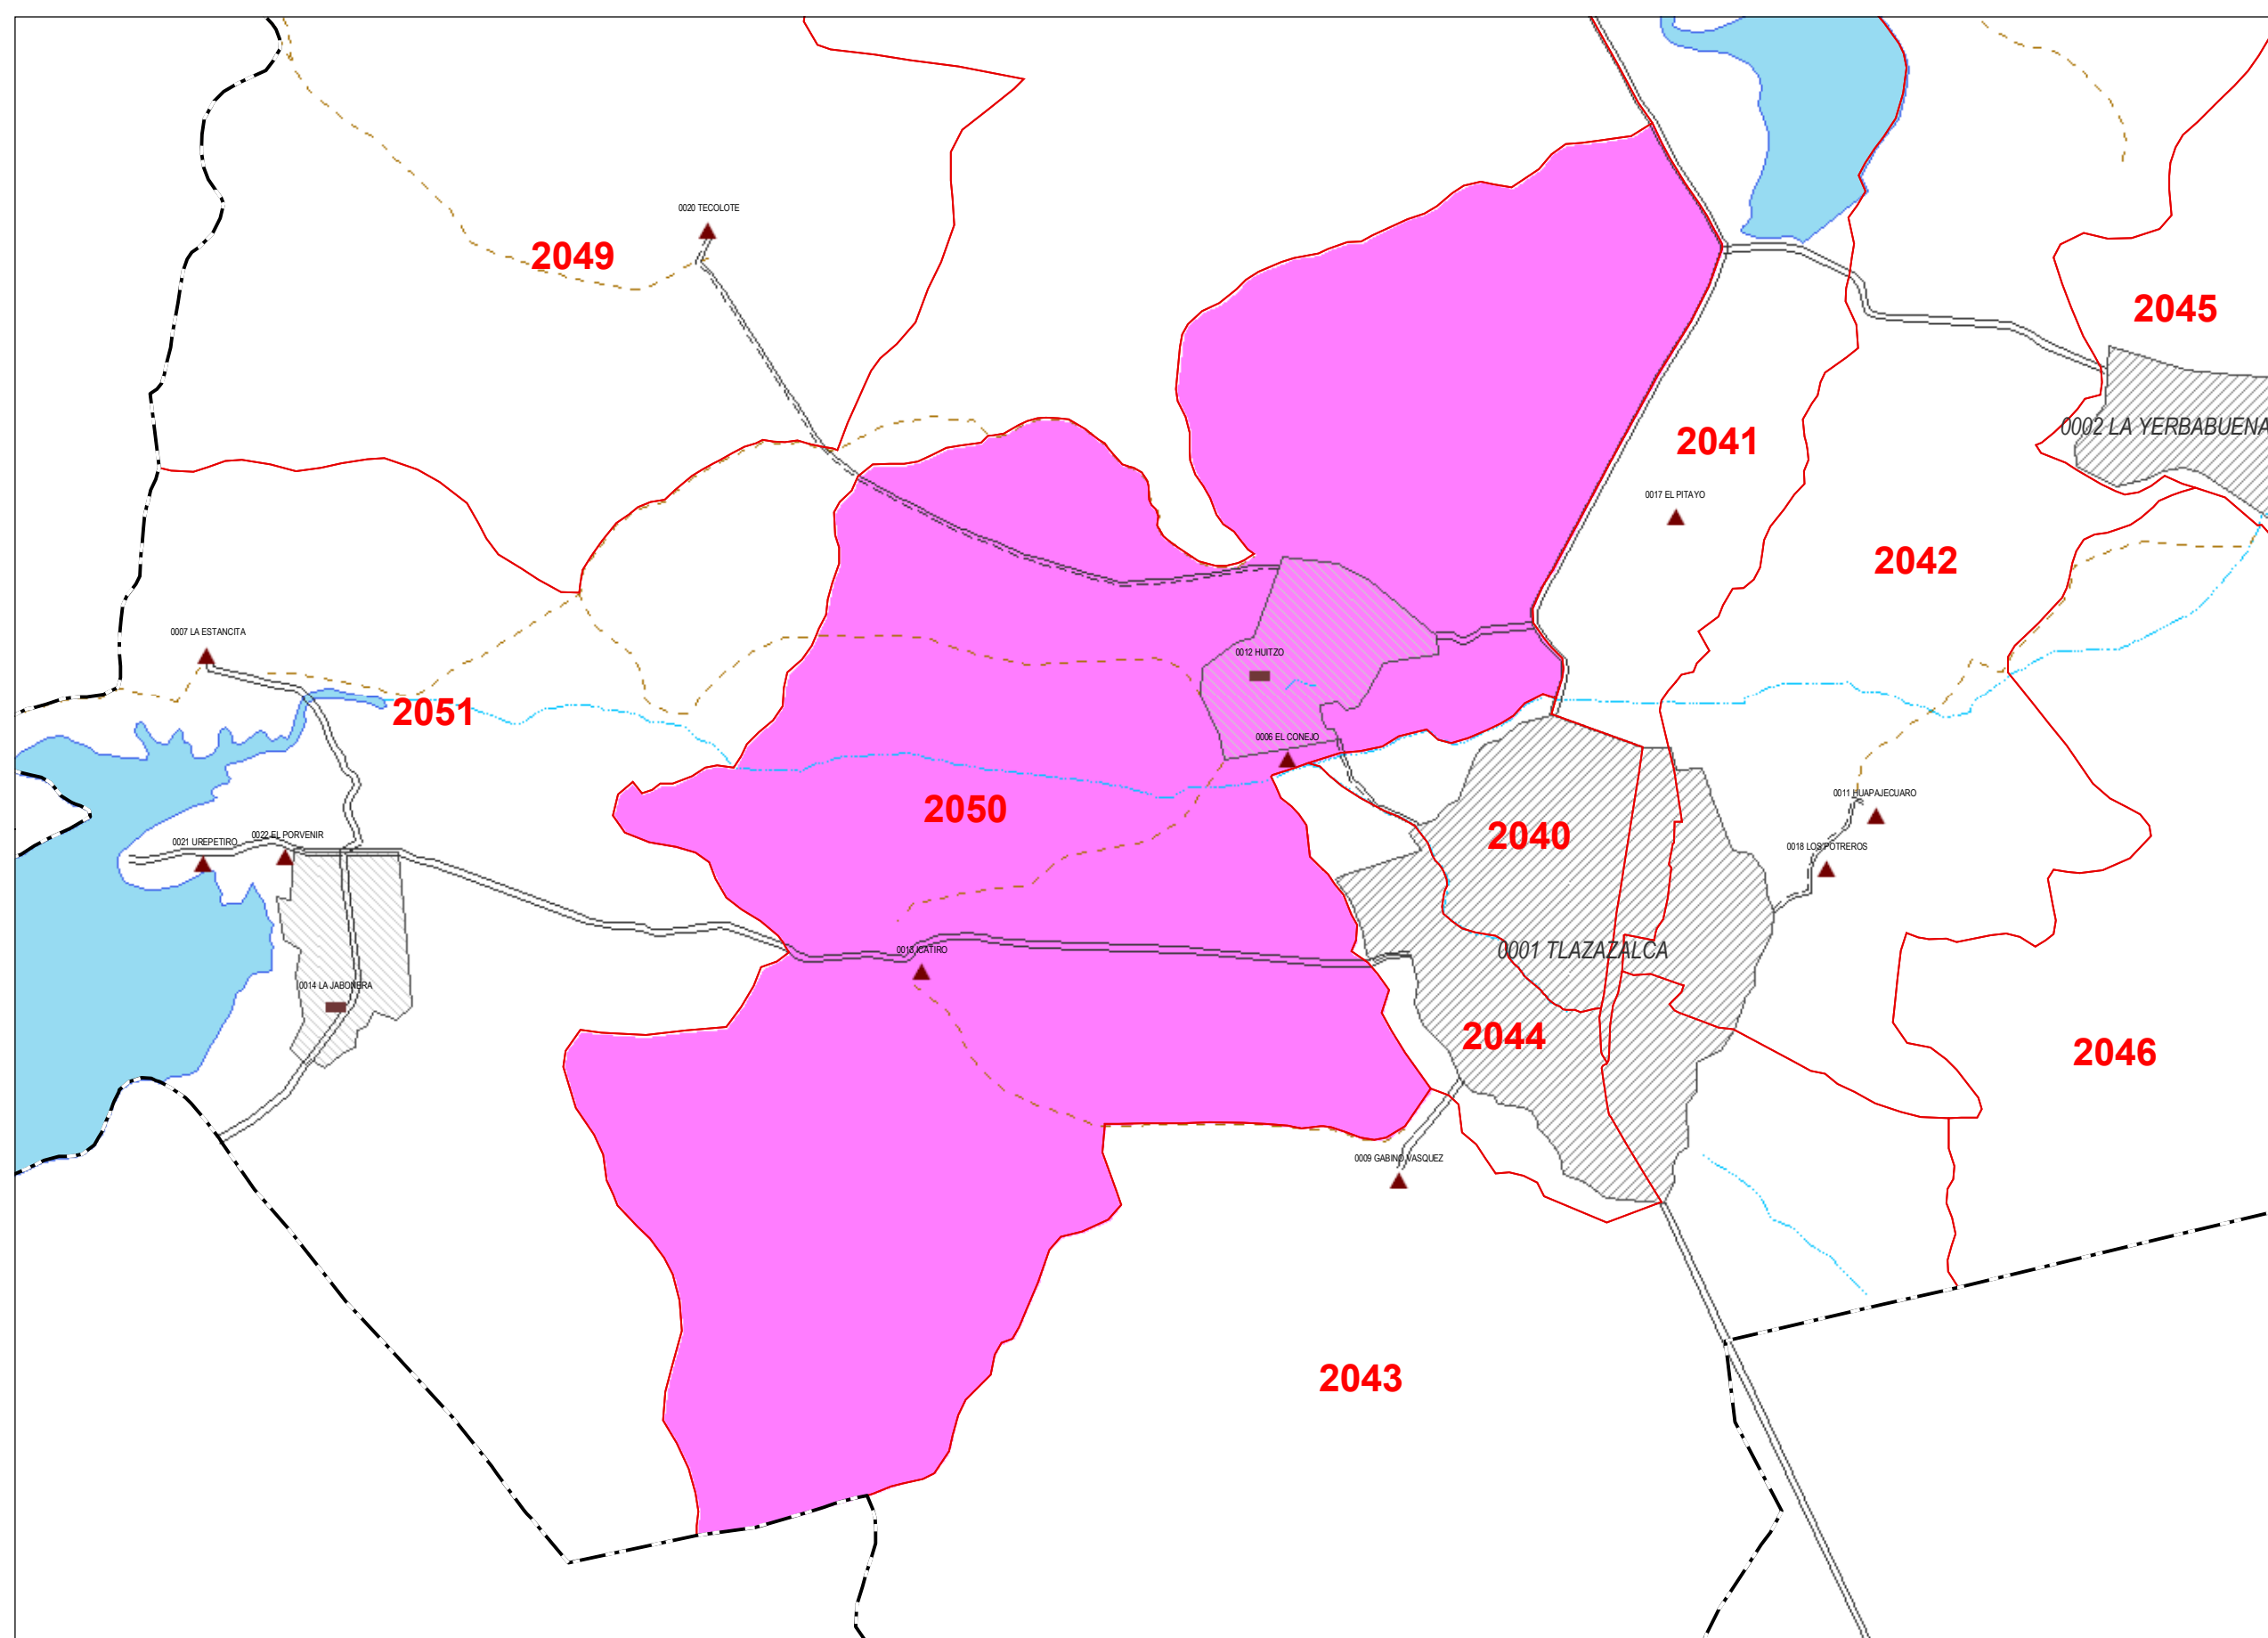 0020 TECOLOTE
2049
2045
0002 LA YERBABUENA
2041
0017 EL PITAYO
2042
0007 LA ESTANCITA
0012 HUITZO
2051
0006 EL CONEJO
2050
0011 HUAPAJECUARO
0022 EL PORVENIR
0021 UREPETIRO
2040
0018 LOS POTREROS
0013 ICATIRO
0001 TLAZAZALCA
0014 LA JABONERA
2044
2046
0009 GABINO VASQUEZ
2043